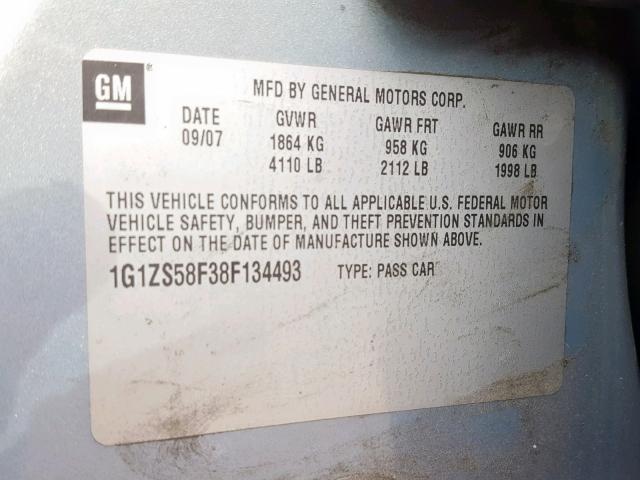 GM®
MFD BY GENERAL MOTORS CORP.
DATE GVWR GAWR FRT GAWR RR
09/07 1864 KG 958 KG 906 KG
4110 LB 2112 LB 1998 LB
THIS VEHICLE CONFORMS TO ALL APPLICABLE U.S. FEDERAL MOTOR
VEHICLE SAFETY, BUMPER, AND THEFT PREVENTION STANDARDS IN
EFFECT ON THE DATE OF MANUFACTURE SHOWN ABOVE.
1G1ZS58F38F134493 TYPE: PASS CAR